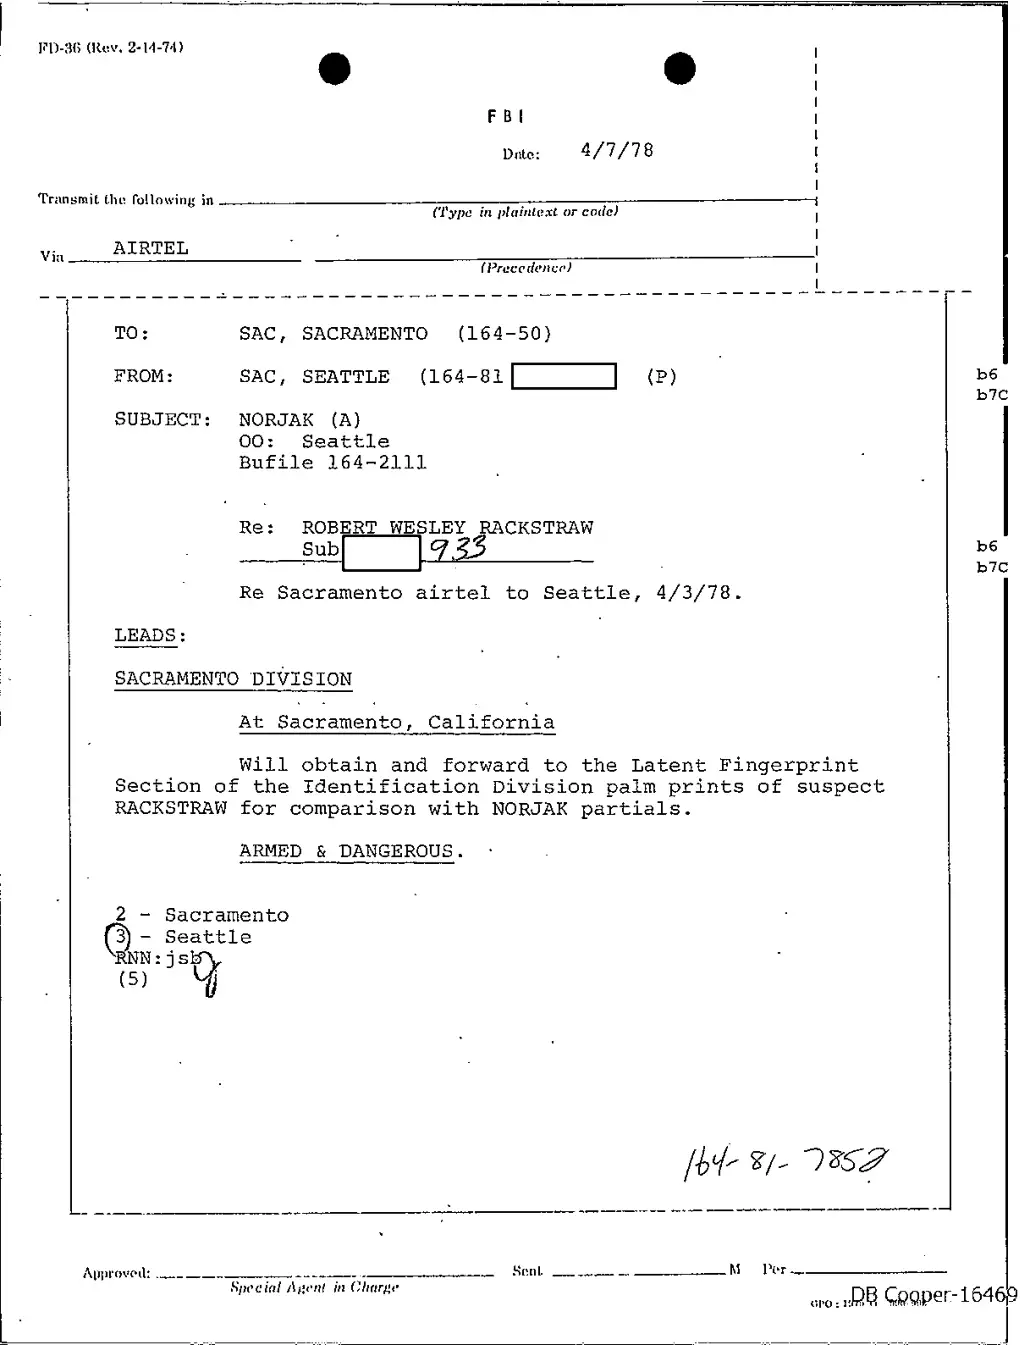 FD-36 (Rev. 2-14-74)
F B I
Date: 4/7/78
Transmit the following in
(Type in plaintext or code)
Via AIRTEL
(Precedence)
TO: SAC, SACRAMENTO (164-50)
FROM: SAC, SEATTLE (164-81 (P)
b6
b7C
SUBJECT: NORJAK (A)
OO: Seattle
Bufile 164-2111
Re: ROBERT WESLEY RACKSTRAW
Sub 933
b6
b7C
Re Sacramento airtel to Seattle, 4/3/78.
LEADS:
SACRAMENTO DIVISION
At Sacramento, California
Will obtain and forward to the Latent Fingerprint
Section of the Identification Division palm prints of suspect
RACKSTRAW for comparison with NORJAK partials.
ARMED & DANGEROUS.
2 - Sacramento
3 - Seattle
RNN:jsb
(5)
164-81-7852
Approved: Sent M Per
Special Agent in Charge
GPO :
DB Cooper-16469